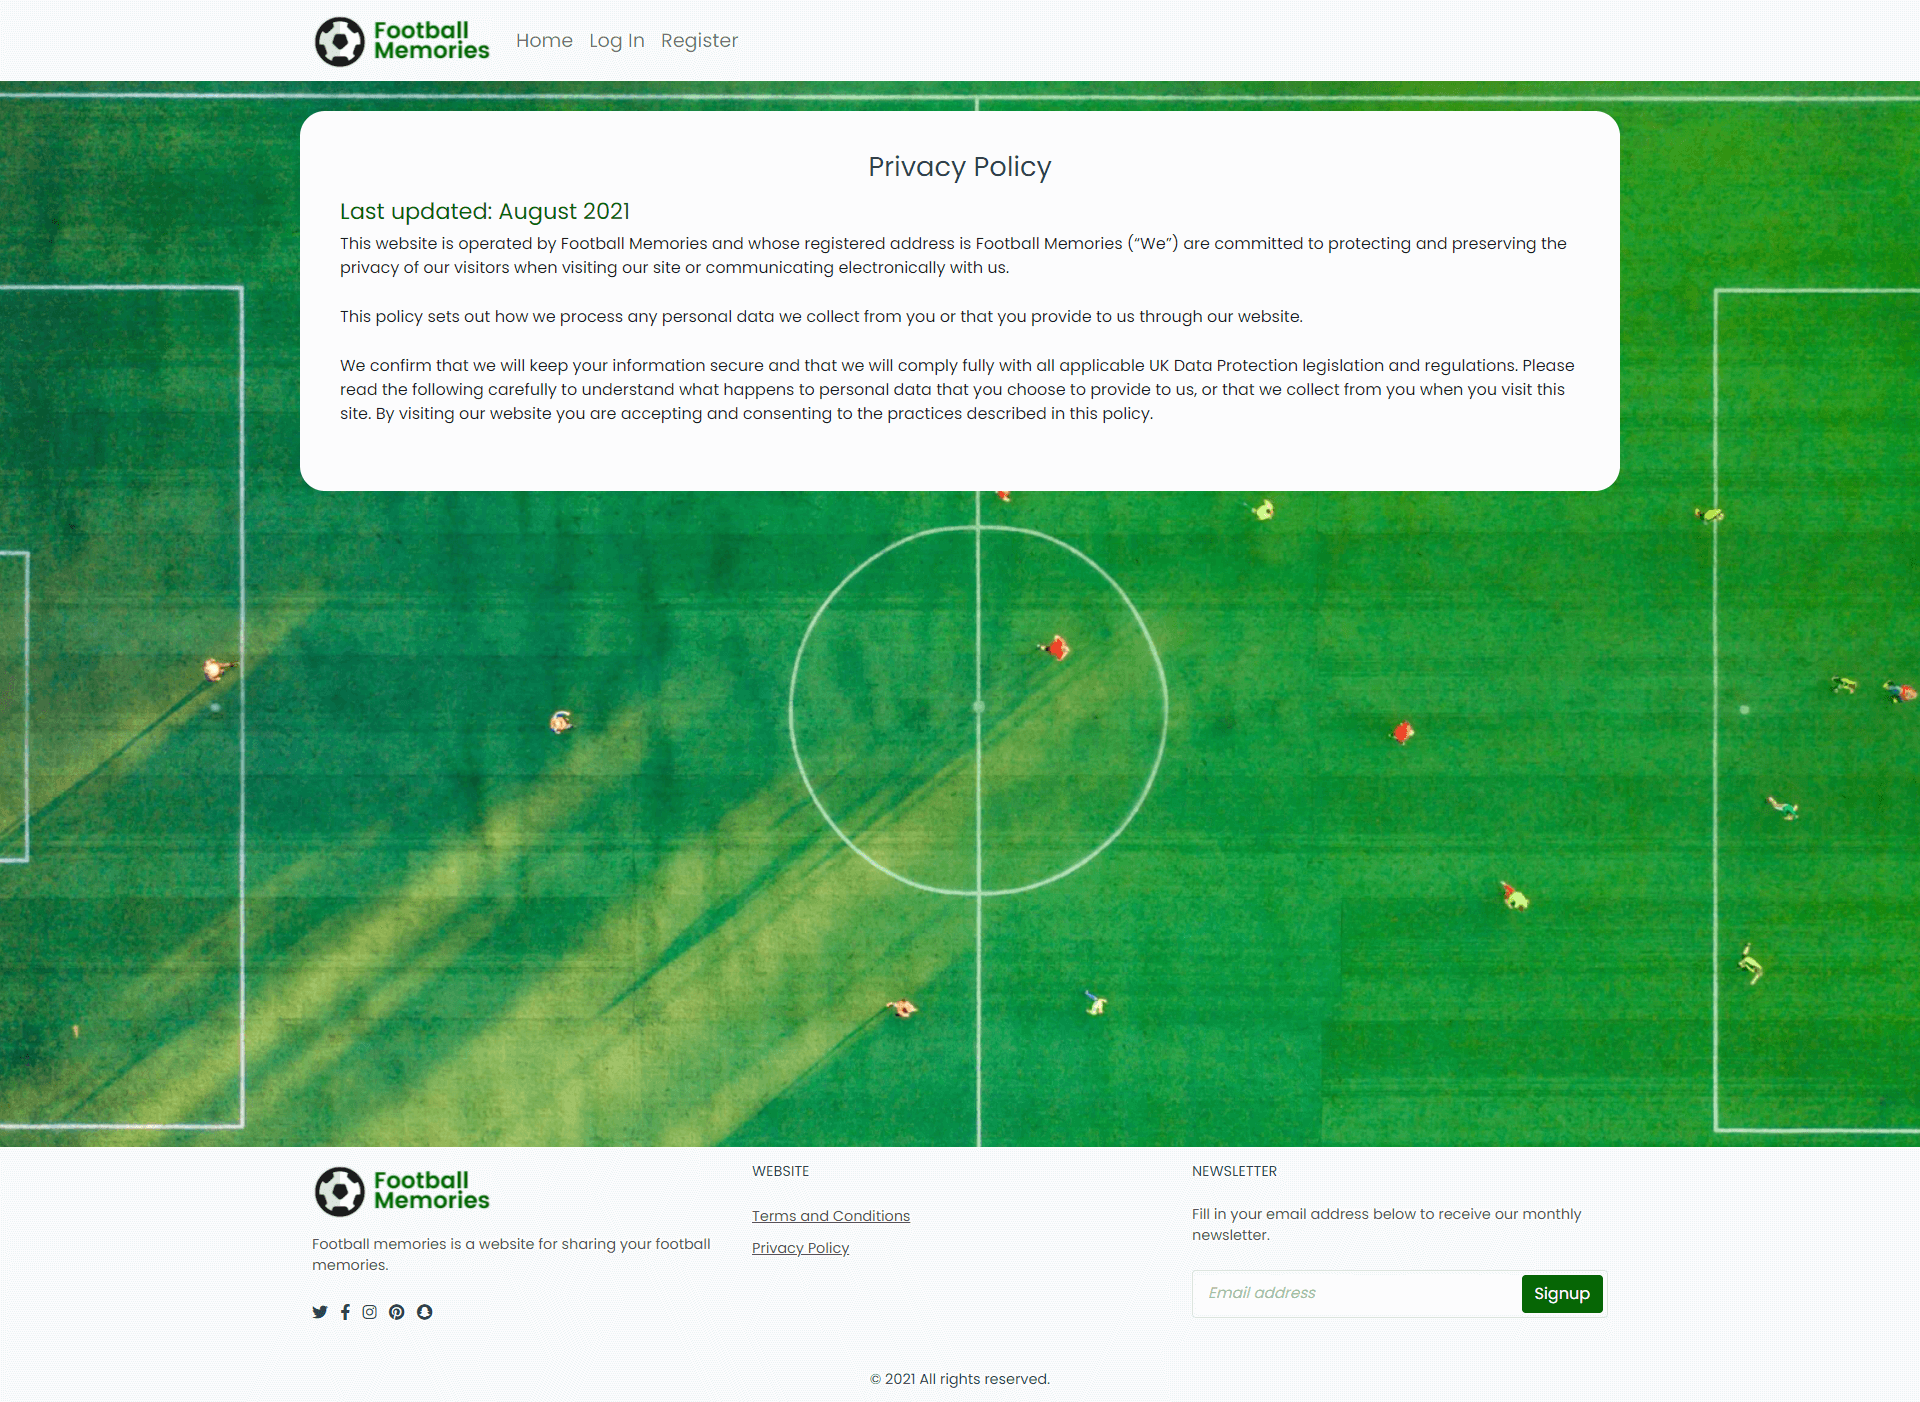 Football
Memories
Home Log In Register
Privacy Policy
Last updated: August 2021
This website is operated by Football Memories and whose registered address is Football Memories (“We”) are committed to protecting and preserving the
privacy of our visitors when visiting our site or communicating electronically with us.
This policy sets out how we process any personal data we collect from you or that you provide to us through our website.
We confirm that we will keep your information secure and that we will comply fully with all applicable UK Data Protection legislation and regulations. Please
read the following carefully to understand what happens to personal data that you choose to provide to us, or that we collect from you when you visit this
site. By visiting our website you are accepting and consenting to the practices described in this policy.
Football
Memories
Football memories is a website for sharing your football
memories.
WEBSITE
Terms and Conditions
Privacy Policy
NEWSLETTER
Fill in your email address below to receive our monthly
newsletter.
Email address
Signup
© 2021 All rights reserved.